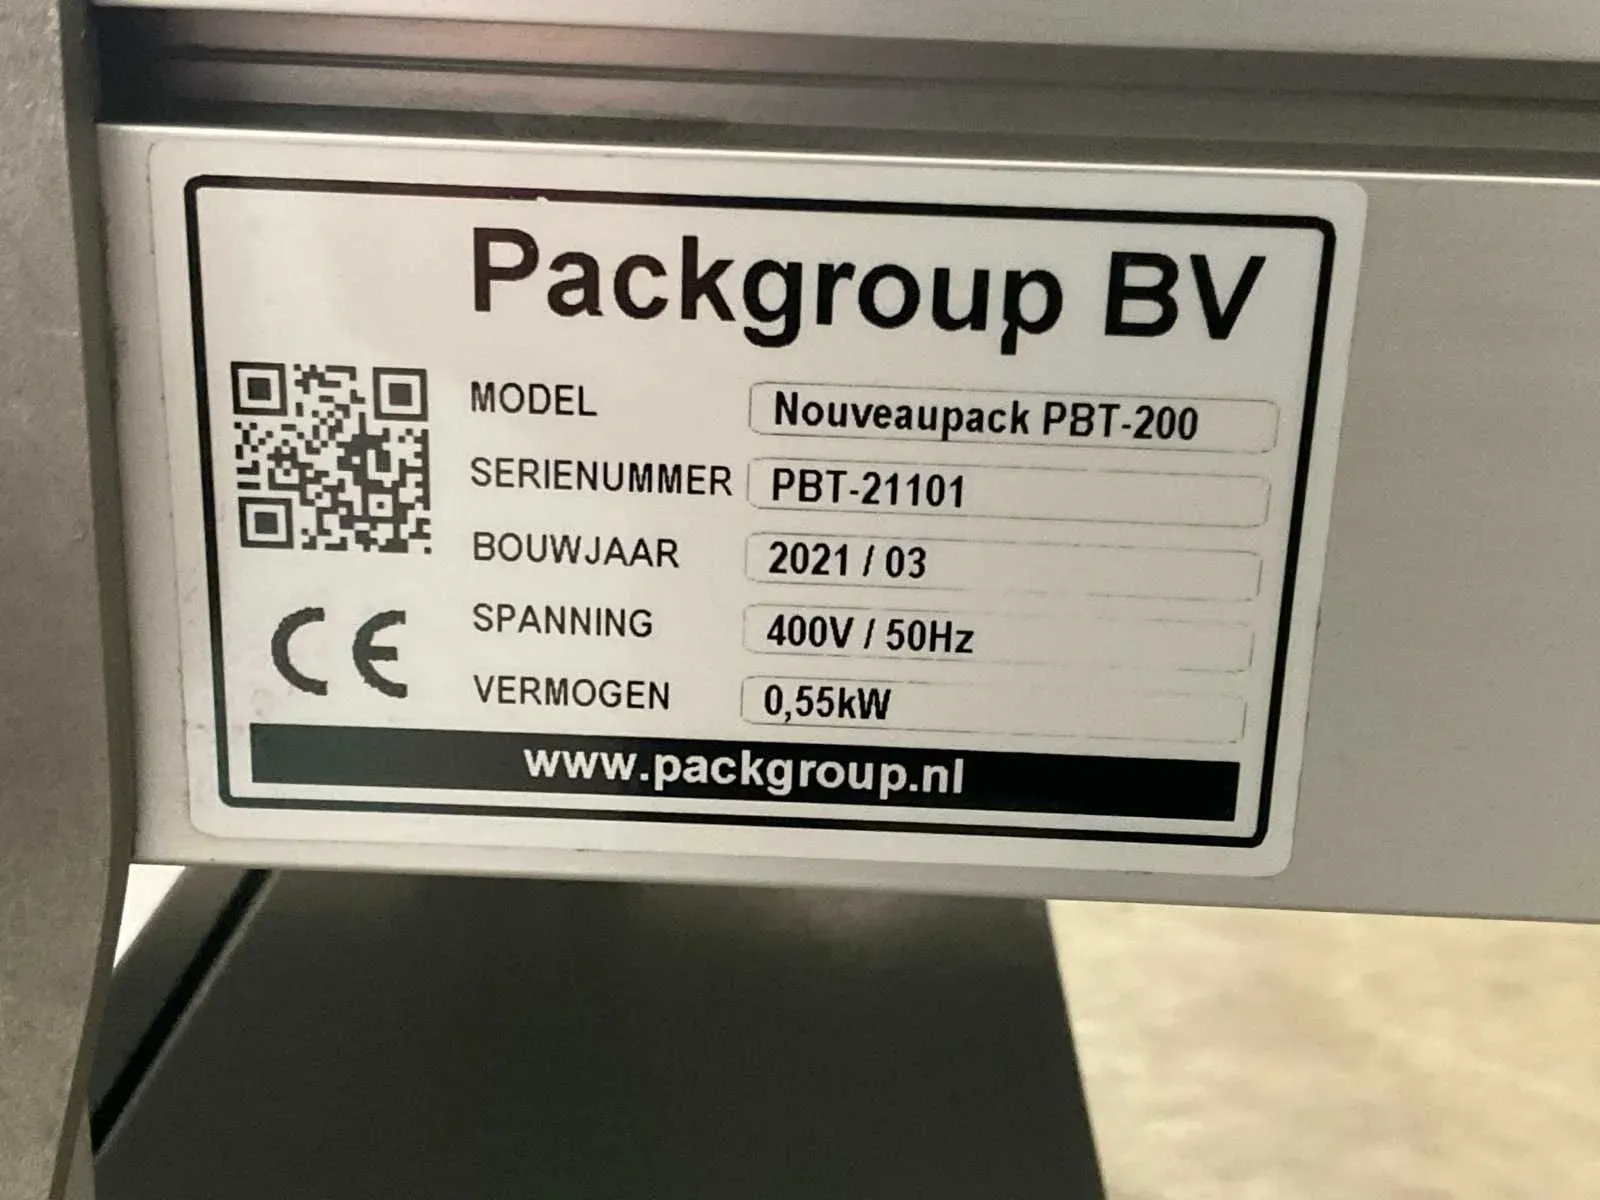 Packgroup BV
MODEL Nouveaupack PBT-200
SERIENUMMER PBT-21101
BOUWJAAR 2021 / 03
SPANNING 400V / 50Hz
VERMOGEN 0,55kW
CE
www.packgroup.nl